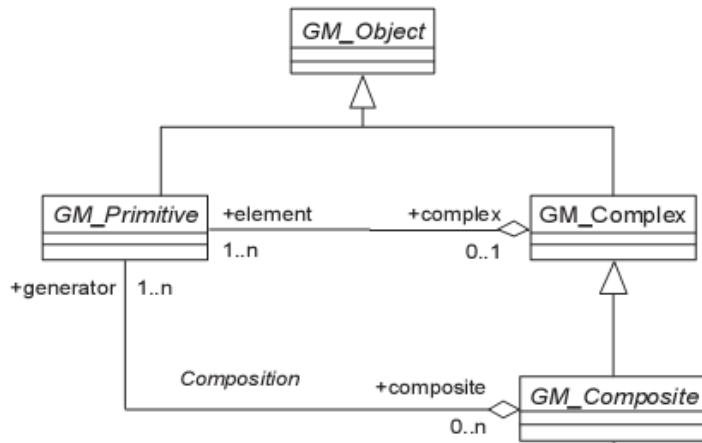 GM_Object
GM_Primitive
+element
+complex
GM_Complex
1..n
0..1
+generator
1..n
Composition
+composite
GM_Composite
0..n